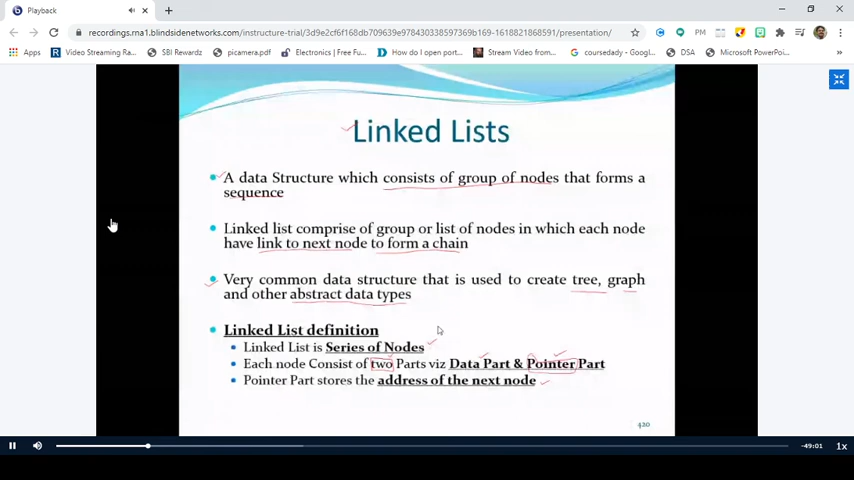 Playback
recordings.rna1.blindsidenetworks.com/instructure-trial/3d9e2cf6f168db3069e978430338597369b169-1618821868591/presentation/
Apps Video Streaming Ra... SBI Rewardz picamera.pdf Electronics | Free Fu... How do I open port... Stream Video from... coursedady - Googl... DSA Microsoft PowerPoi...
PM
Linked Lists
A data Structure which consists of group of nodes that forms a
sequence
Linked list comprise of group or list of nodes in which each node
have link to next node to form a chain
Very common data structure that is used to create tree, graph
and other abstract data types
Linked List definition
Linked List is Series of Nodes
Each node Consist of two Parts viz Data Part & Pointer Part
Pointer Part stores the address of the next node
420
-49:01 1x